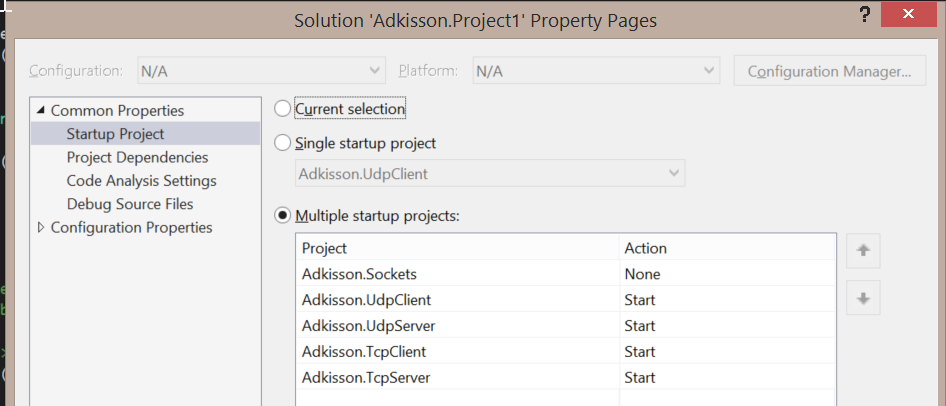 Solution 'Adkisson.Project1' Property Pages
?
Configuration: N/A Platform: N/A Configuration Manager...
Common Properties
Startup Project
Project Dependencies
Code Analysis Settings
Debug Source Files
Configuration Properties
Current selection
Single startup project
Adkisson.UdpClient
Multiple startup projects:
Project Action
Adkisson.Sockets None
Adkisson.UdpClient Start
Adkisson.UdpServer Start
Adkisson.TcpClient Start
Adkisson.TcpServer Start